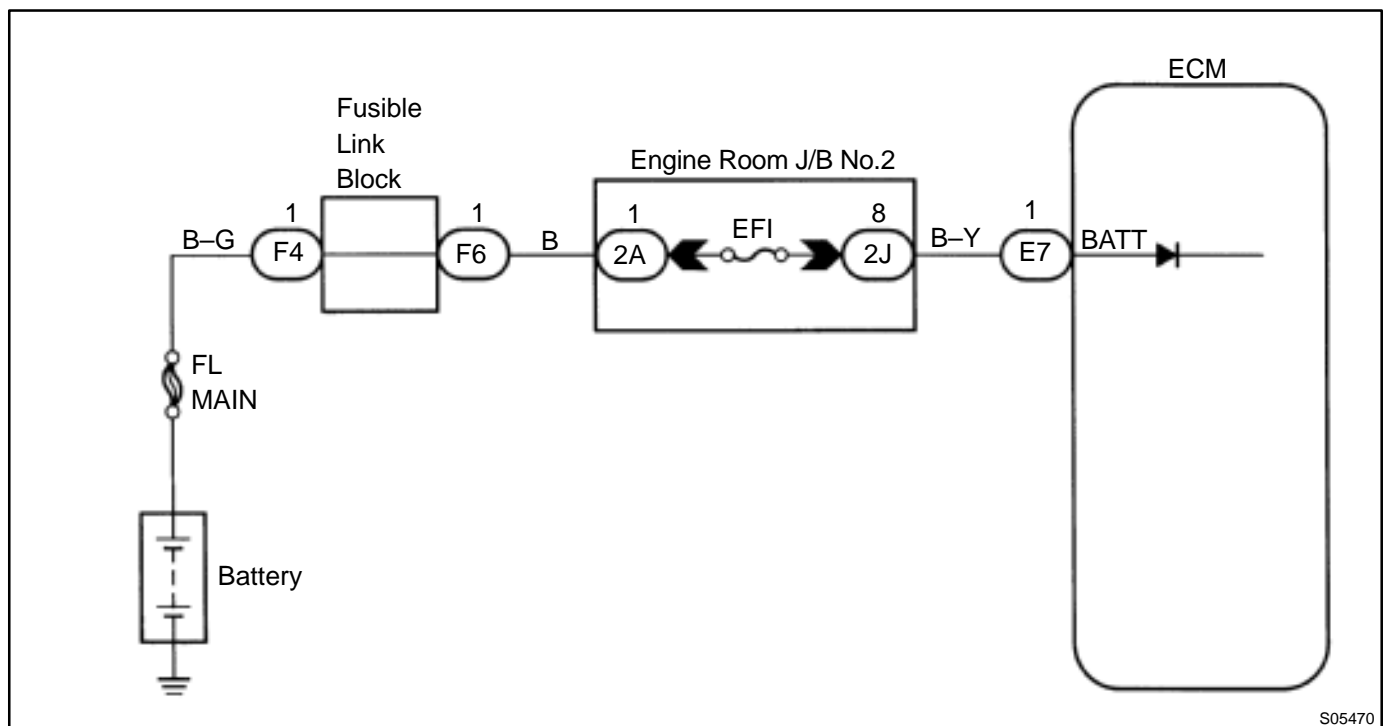 ECM
Fusible
Link
Block
Engine Room J/B No.2
1
1
1
EFI
8
1
B–G
F4
F6
B
2A
2J
B–Y
E7
BATT
FL
MAIN
Battery
S05470